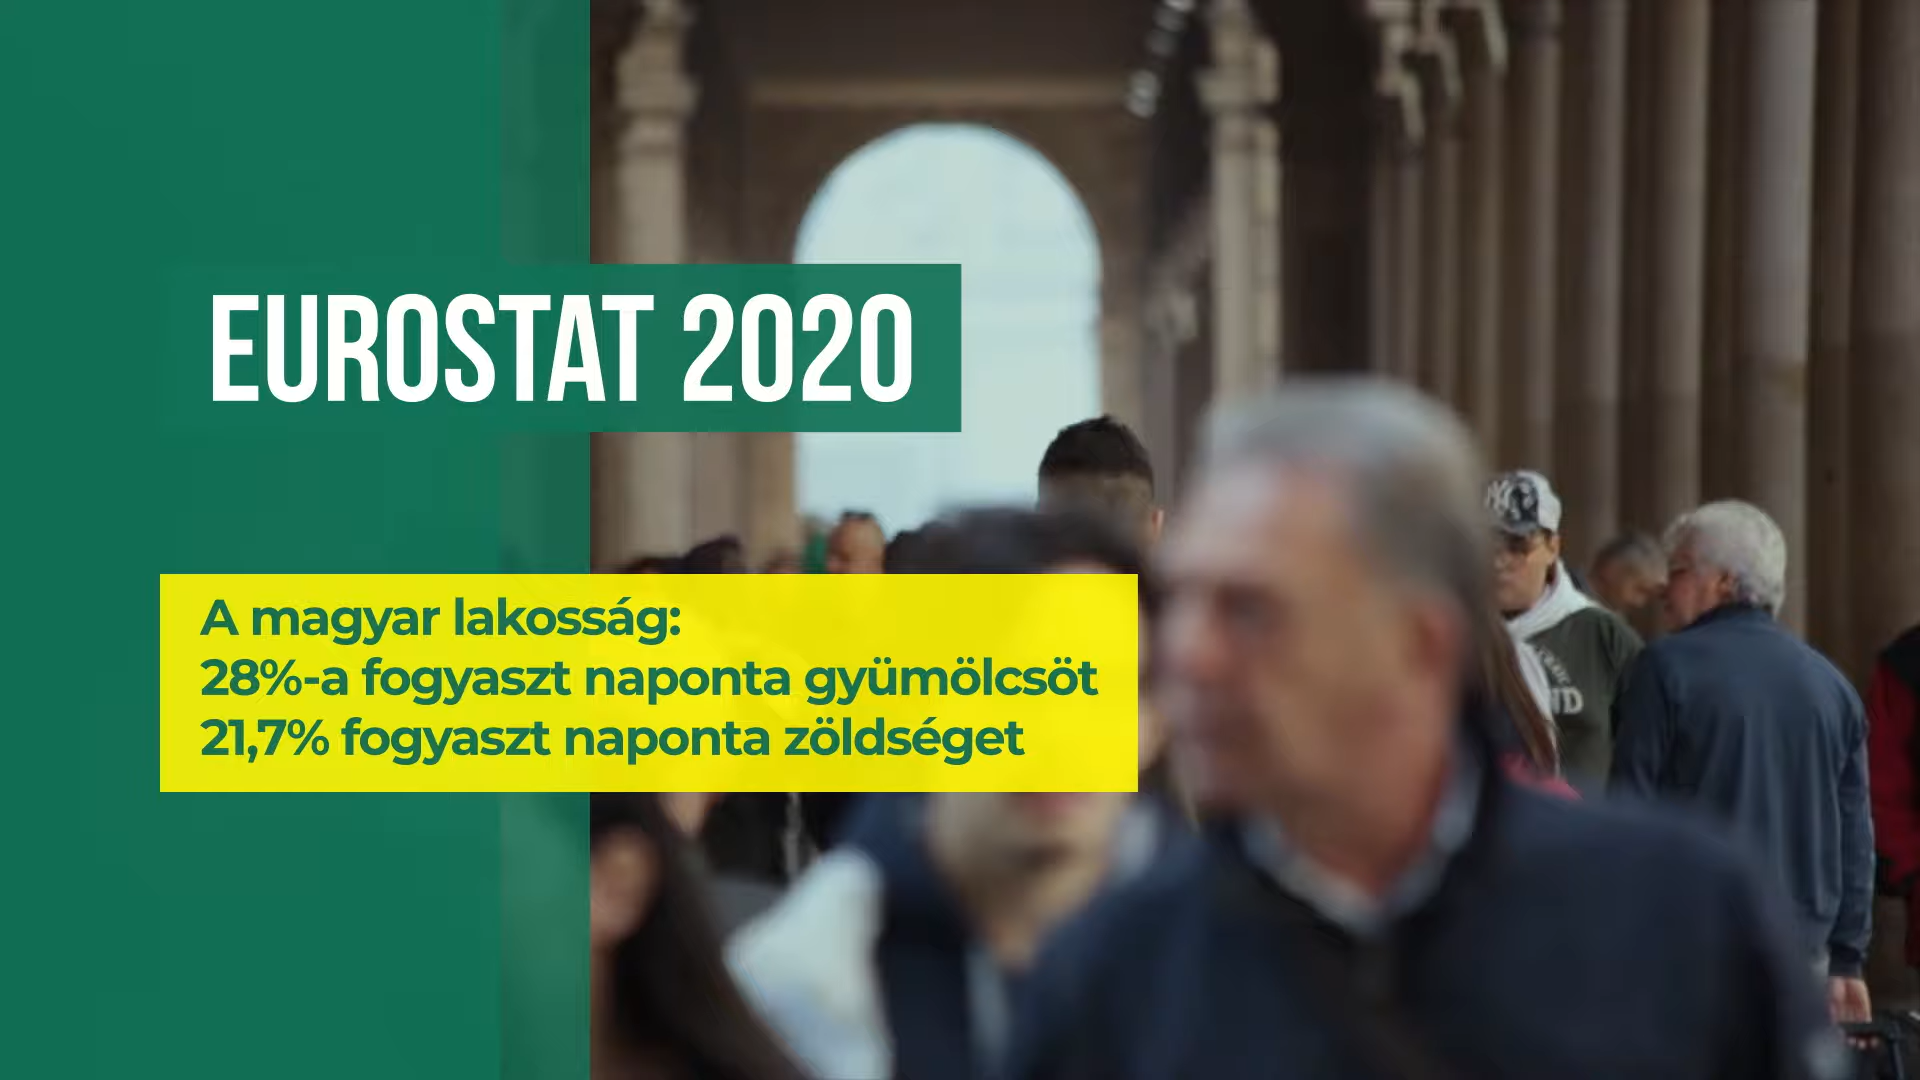 EUROSTAT 2020
A magyar lakosság:
28%-a fogyaszt naponta gyümölcsöt
21,7% fogyaszt naponta zöldséget